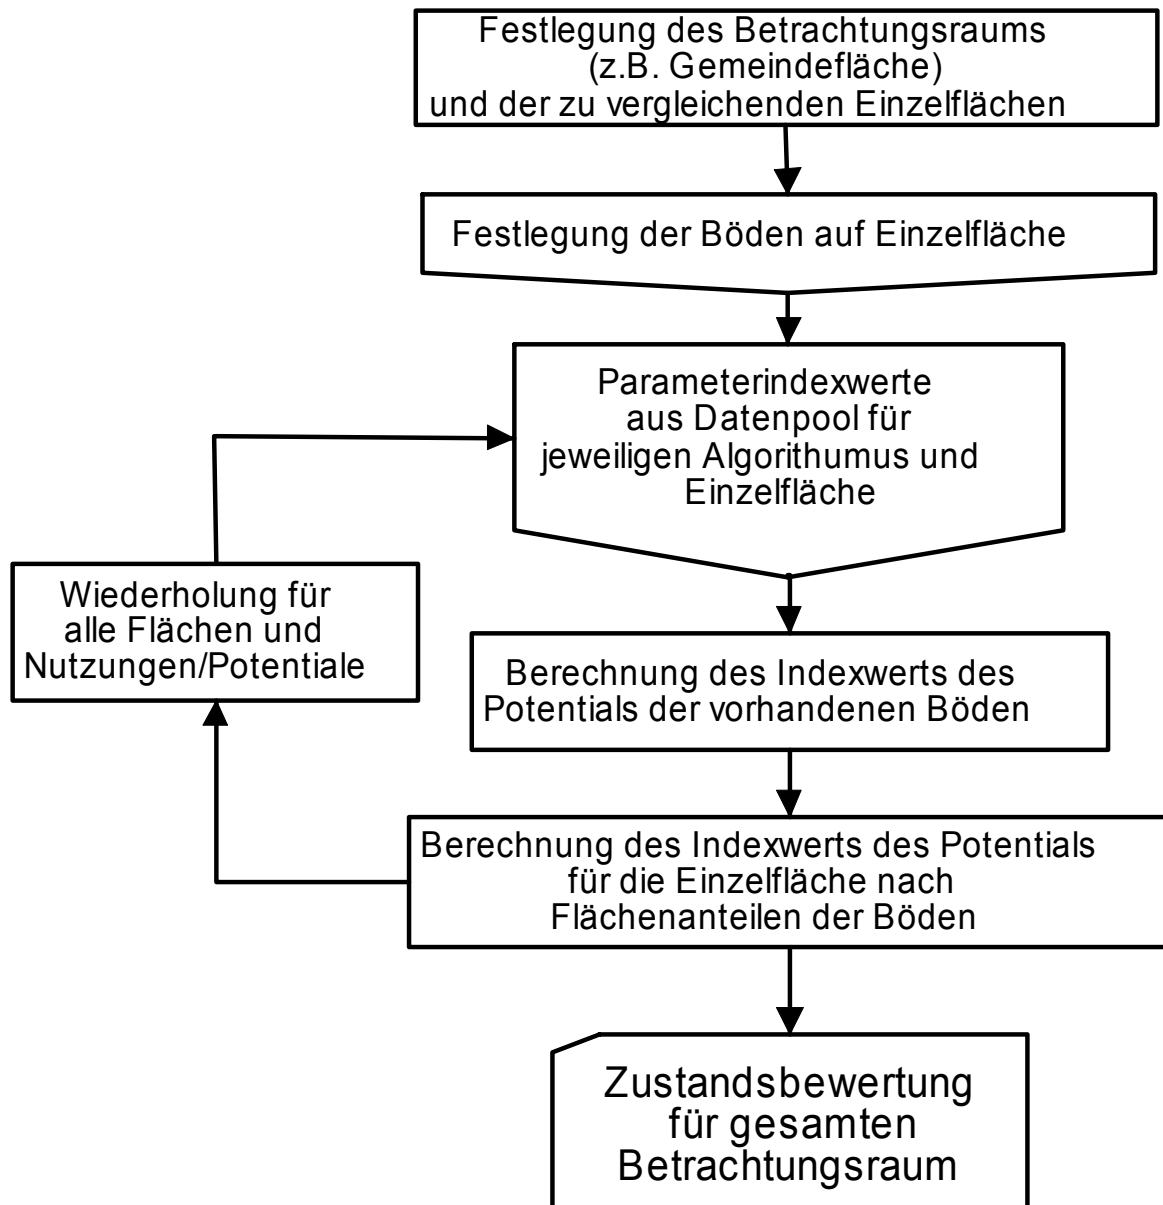 Festlegung des Betrachtungsraums
(z.B. Gemeindefläche)
und der zu vergleichenden Einzelflächen
Festlegung der Böden auf Einzelfläche
Parameterindexwerte
aus Datenpool für
jeweiligen Algorithumus und
Einzelfläche
Wiederholung für
alle Flächen und
Nutzungen/Potentiale
Berechnung des Indexwerts des
Potentials der vorhandenen Böden
Berechnung des Indexwerts des Potentials
für die Einzelfläche nach
Flächenanteilen der Böden
Zustandsbewertung
für gesamten
Betrachtungsraum